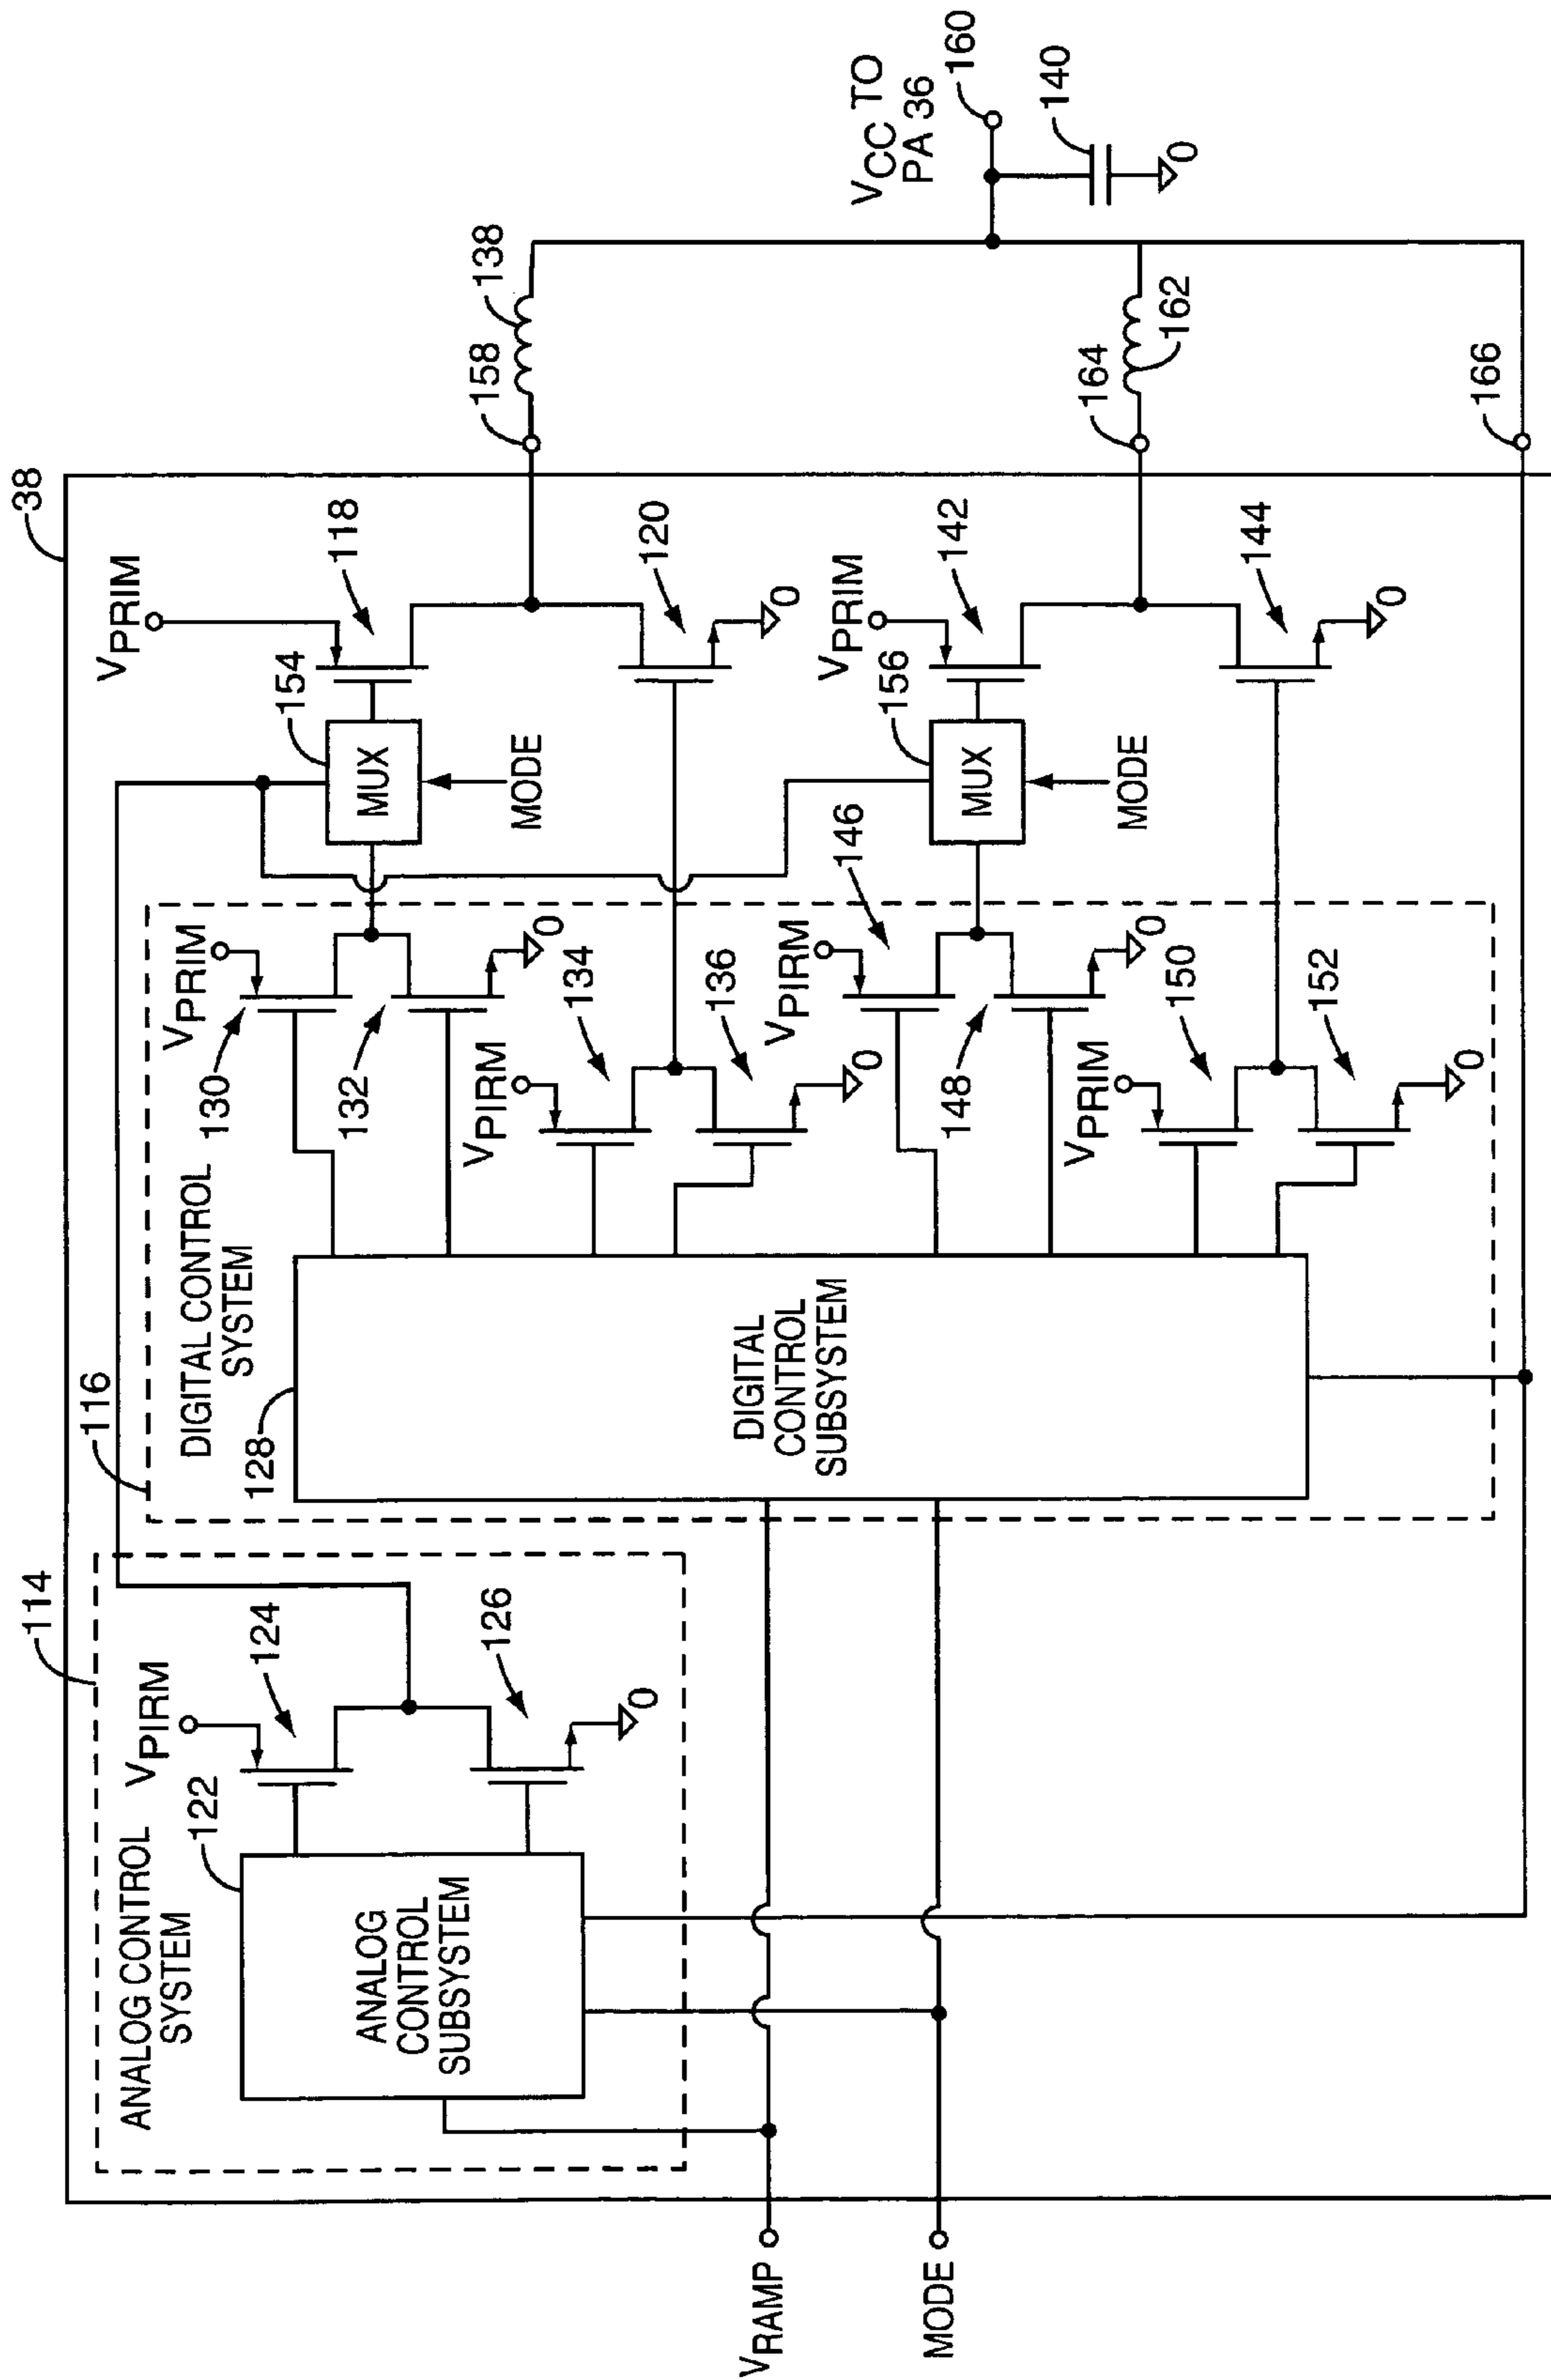 38
114
116
ANALOG CONTROL
SYSTEM
122
VPIRM
124
126
0
ANALOG
CONTROL
SUBSYSTEM
DIGITAL CONTROL
SYSTEM
128
DIGITAL
CONTROL
SUBSYSTEM
130
VPRIM
132
0
VPIRM
134
136
0
VPIRM
146
148
0
VPRIM
150
152
0
154
MUX
MODE
VPRIM
118
120
0
156
MUX
MODE
VPRIM
142
144
0
158
138
164
162
166
VCC TO
PA 36
160
140
0
VRAMP
MODE